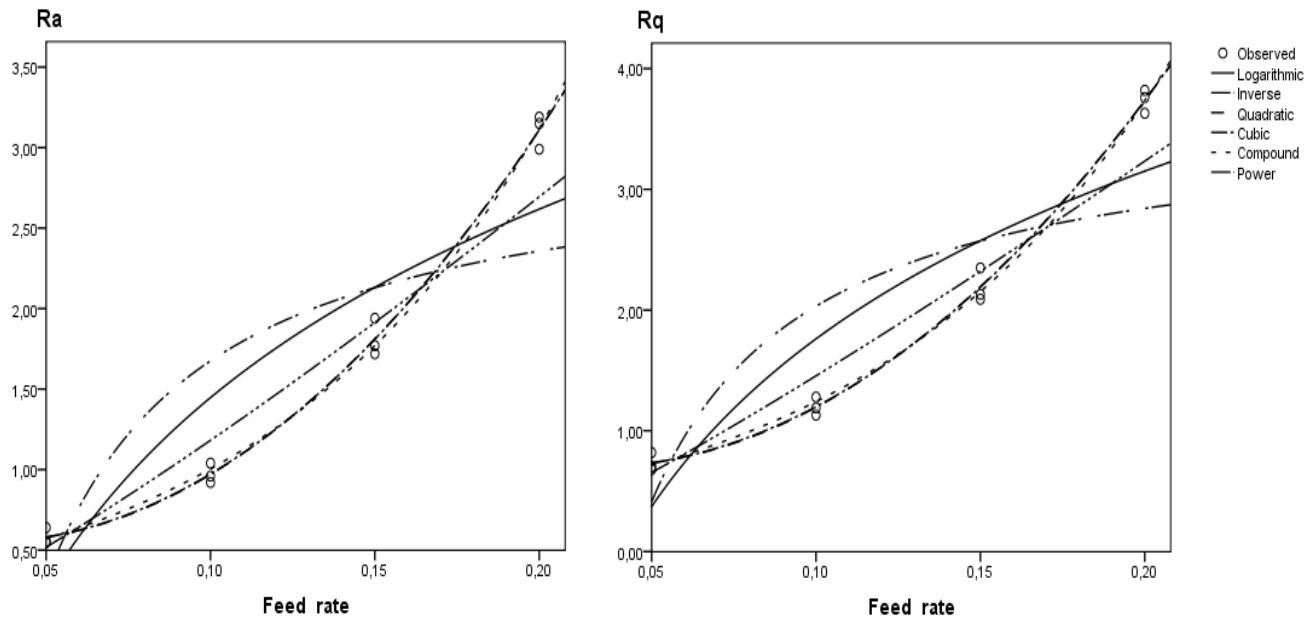 Ra
3,50
3,00
2,50
2,00
1,50
1,00
0,50
0,05
0,10
0,15
0,20
Feed rate
Rq
4,00
3,00
2,00
1,00
0,00
0,05
0,10
0,15
0,20
Feed rate
Observed
Logarithmic
Inverse
Quadratic
Cubic
Compound
Power